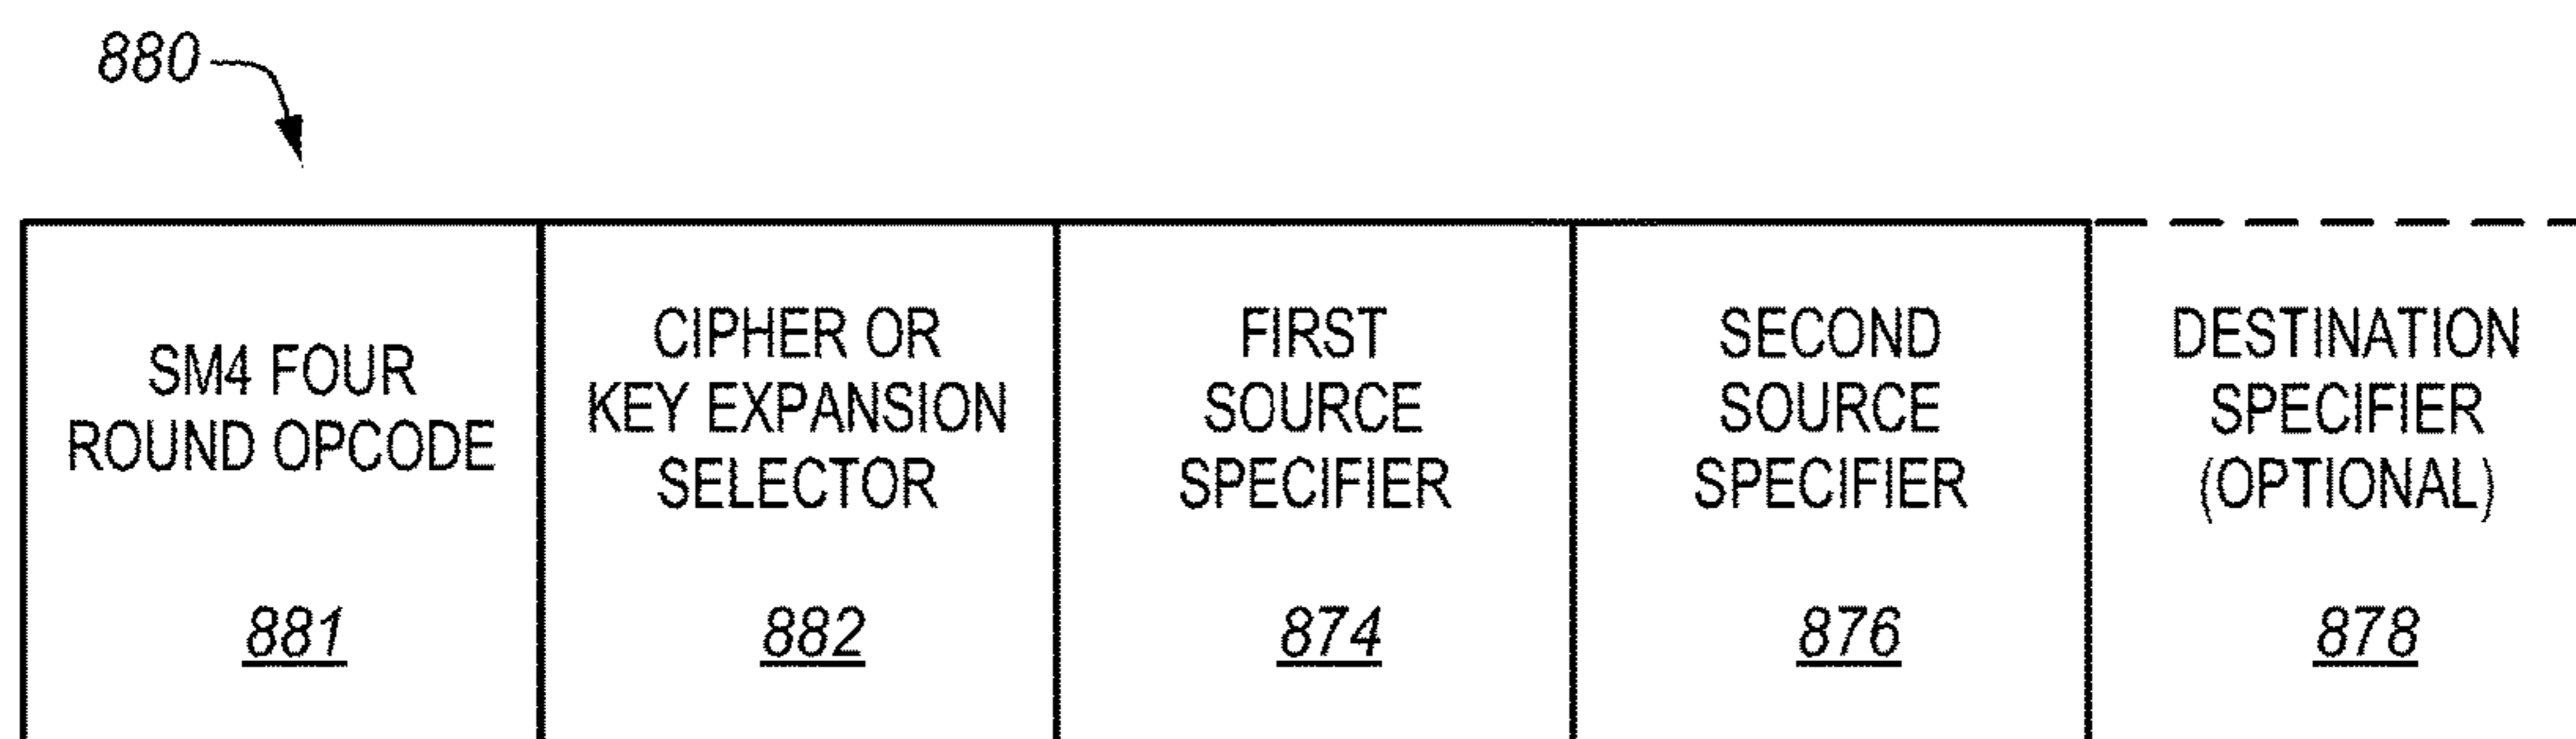 880
SM4 FOUR
ROUND OPCODE
881
CIPHER OR
KEY EXPANSION
SELECTOR
882
FIRST
SOURCE
SPECIFIER
874
SECOND
SOURCE
SPECIFIER
876
DESTINATION
SPECIFIER
(OPTIONAL)
878